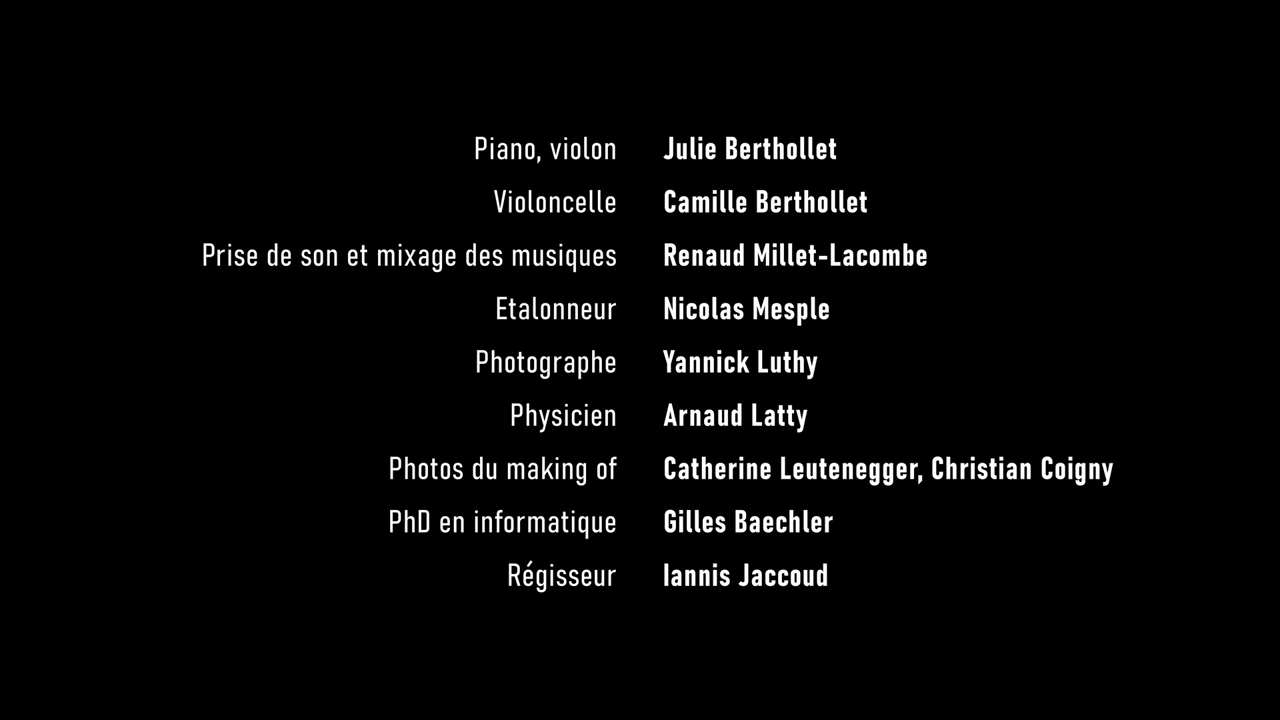 Piano, violon Julie Berthollet
Violoncelle Camille Berthollet
Prise de son et mixage des musiques Renaud Millet-Lacombe
Etalonneur Nicolas Mesple
Photographe Yannick Luthy
Physicien Arnaud Latty
Photos du making of Catherine Leutenegger, Christian Coigny
PhD en informatique Gilles Baechler
Régisseur Iannis Jaccoud